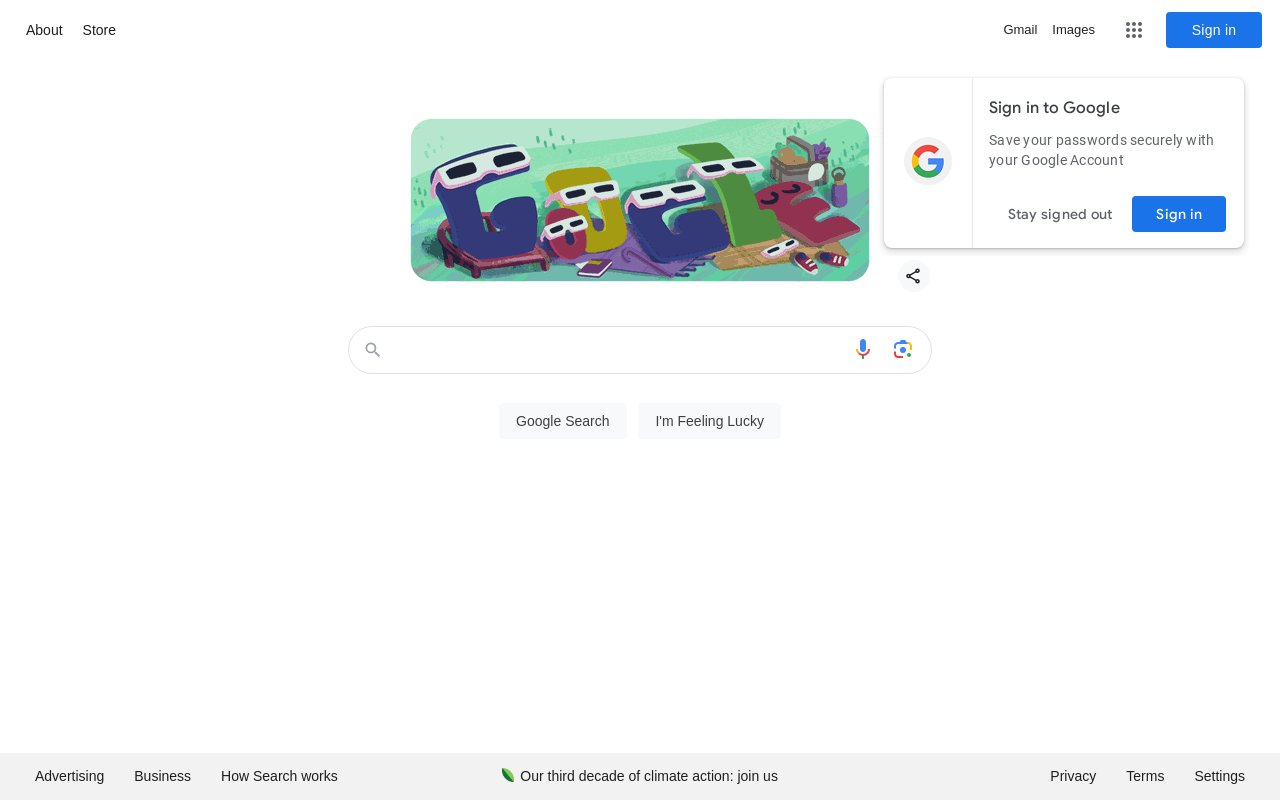 About Store
Gmail Images Sign in
Sign in to Google
Save your passwords securely with
your Google Account
Stay signed out Sign in
Google
Google Search I'm Feeling Lucky
Advertising Business How Search works
Our third decade of climate action: join us
Privacy Terms Settings